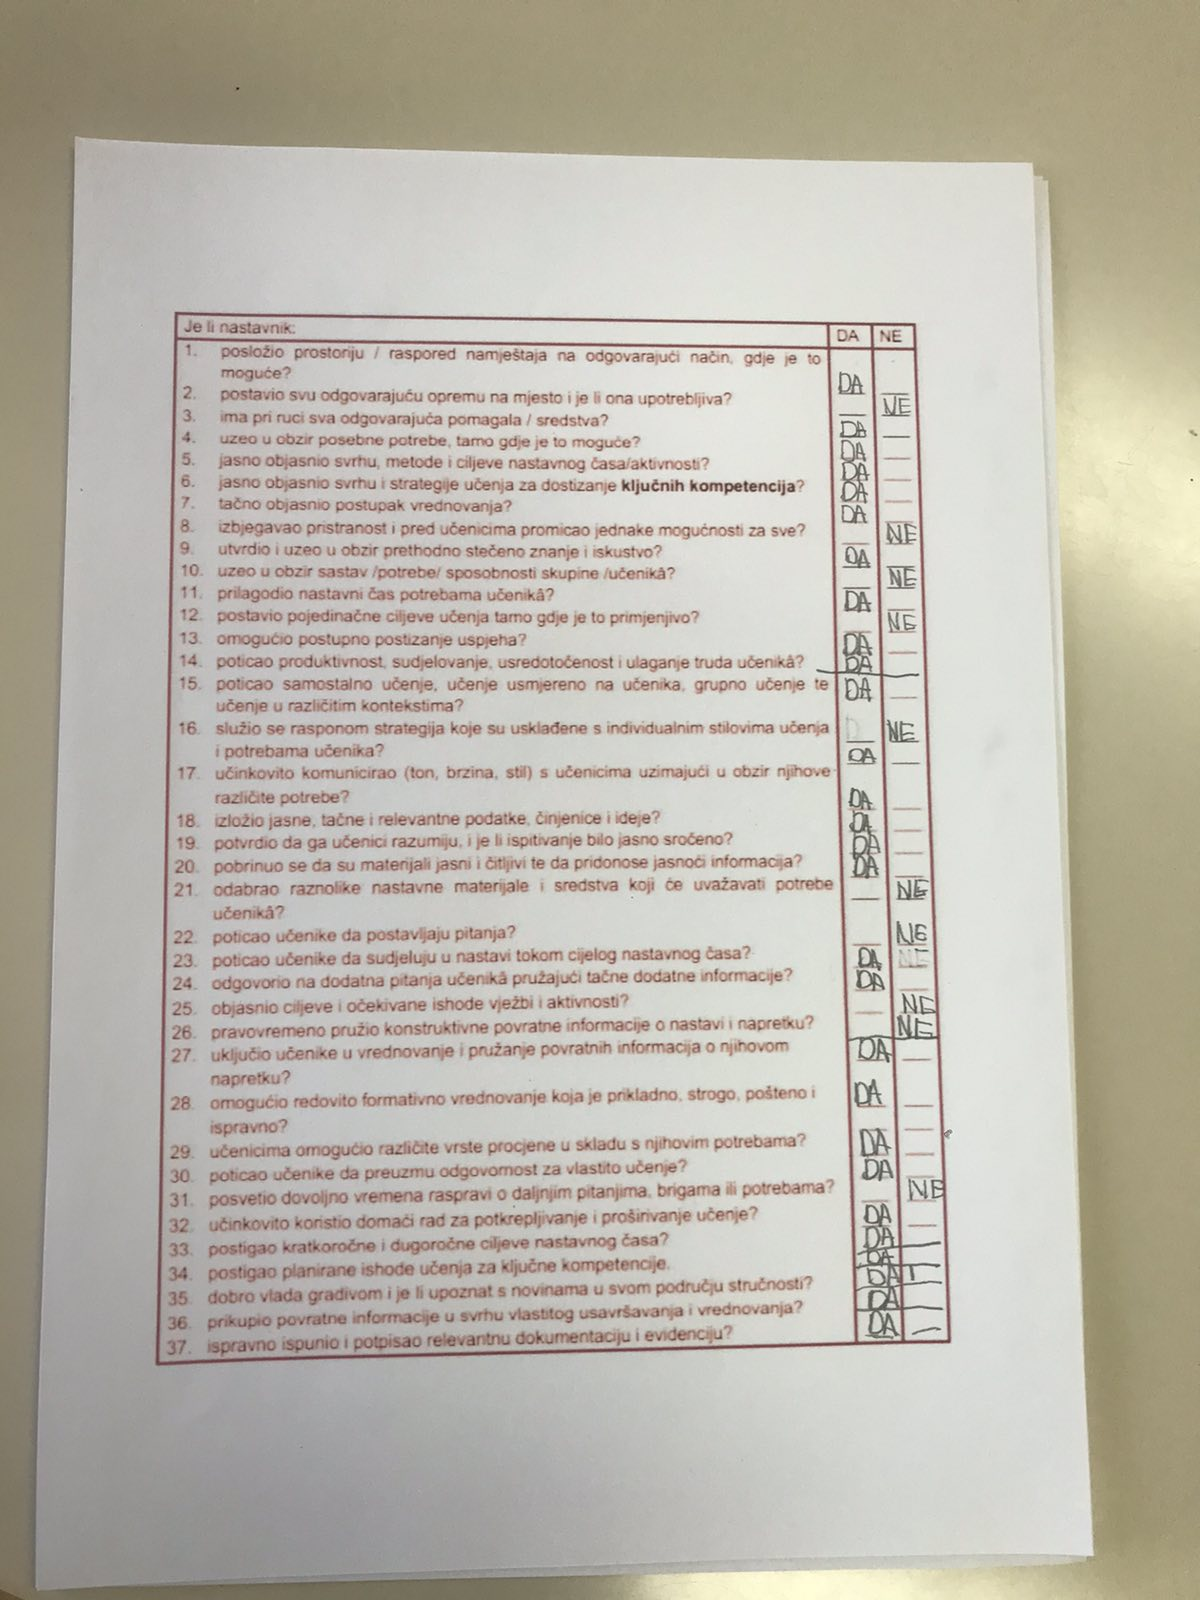 Je li nastavnik: DA NE
1. posložio prostoriju / raspored namještaja na odgovarajući način, gdje je to
moguće? DA
2. postavio svu odgovarajuću opremu na mjesto i je li ona upotrebljiva? NE
3. ima pri ruci sva odgovarajuća pomagala / sredstva? DA
4. uzeo u obzir posebne potrebe, tamo gdje je to moguće? DA
5. jasno objasnio svrhu, metode i ciljeve nastavnog časa/aktivnosti? DA
6. jasno objasnio svrhu i strategije učenja za dostizanje ključnih kompetencija? DA
7. tačno objasnio postupak vrednovanja? DA
8. izbjegavao pristranost i pred učenicima promicao jednake mogućnosti za sve? NE
9. utvrdio i uzeo u obzir prethodno stečeno znanje i iskustvo? DA
10. uzeo u obzir sastav /potrebe/ sposobnosti skupine /učenikâ? NE
11. prilagodio nastavni čas potrebama učenikâ? DA
12. postavio pojedinačne ciljeve učenja tamo gdje je to primjenjivo? NE
13. omogućio postupno postizanje uspjeha? DA
14. poticao produktivnost, sudjelovanje, usredotočenost i ulaganje truda učenikâ? DA
15. poticao samostalno učenje, učenje usmjereno na učenika, grupno učenje te DA
učenje u različitim kontekstima?
16. služio se rasponom strategija koje su usklađene s individualnim stilovima učenja NE
i potrebama učenika? DA
17. učinkovito komunicirao (ton, brzina, stil) s učenicima uzimajući u obzir njihove
različite potrebe? DA
18. izložio jasne, tačne i relevantne podatke, činjenice i ideje? DA
19. potvrdio da ga učenici razumiju, i je li ispitivanje bilo jasno sročeno? DA
20. pobrinuo se da su materijali jasni i čitljivi te da pridonose jasnoći informacija? DA
21. odabrao raznolike nastavne materijale i sredstva koji će uvažavati potrebe NE
učenikâ?
22. poticao učenike da postavljaju pitanja? NE
23. poticao učenike da sudjeluju u nastavi tokom cijelog nastavnog časa? DA NE
24. odgovorio na dodatna pitanja učenikâ pružajući tačne dodatne informacije? DA
25. objasnio ciljeve i očekivane ishode vježbi i aktivnosti? NE
26. pravovremeno pružio konstruktivne povratne informacije o nastavi i napretku? NE
27. uključio učenike u vrednovanje i pružanje povratnih informacija o njihovom DA
napretku?
28. omogućio redovito formativno vrednovanje koja je prikladno, strogo, pošteno i DA
ispravno?
29. učenicima omogućio različite vrste procjene u skladu s njihovim potrebama? DA
30. poticao učenike da preuzmu odgovornost za vlastito učenje? DA
31. posvetio dovoljno vremena raspravi o daljnjim pitanjima, brigama ili potrebama? NE
32. učinkovito koristio domaći rad za potkrepljivanje i proširivanje učenje? DA
33. postigao kratkoročne i dugoročne ciljeve nastavnog časa? DA
34. postigao planirane ishode učenja za ključne kompetencije. DA
35. dobro vlada gradivom i je li upoznat s novinama u svom području stručnosti? DA
36. prikupio povratne informacije u svrhu vlastitog usavršavanja i vrednovanja? DA
37. ispravno ispunio i potpisao relevantnu dokumentaciju i evidenciju? DA